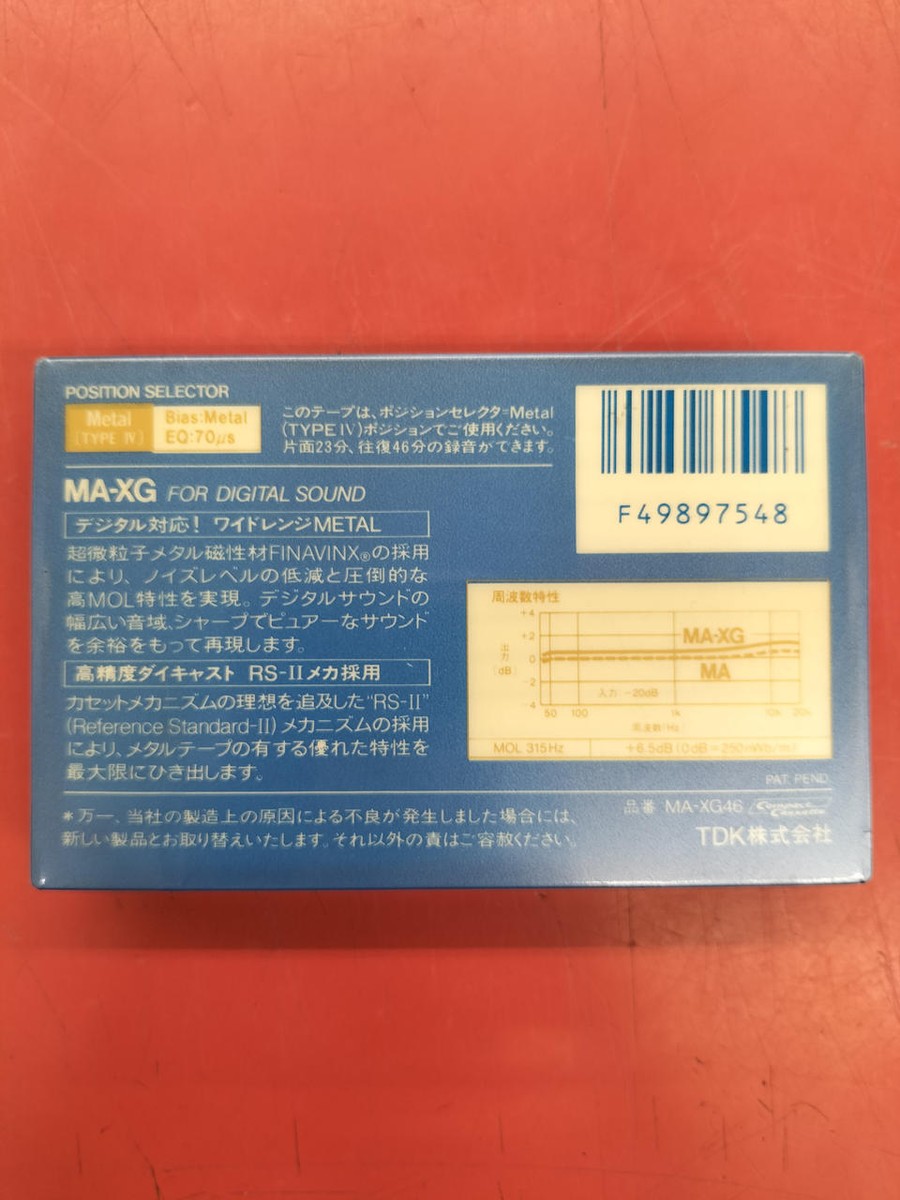 POSITION SELECTOR
Metal
(TYPE IV)
Bias:Metal
EQ:70μs
このテープは、ポジションセレクタ=Metal
(TYPE IV)ポジションでご使用ください。
片面23分、往復46分の録音ができます。
F49897548
MA-XG FOR DIGITAL SOUND
デジタル対応! ワイドレンジMETAL
超微粒子メタル磁性材FINAVINX®の採用
により、ノイズレベルの低減と圧倒的な
高MOL特性を実現。デジタルサウンドの
幅広い音域、シャープでピュアーなサウンド
を余裕をもって再現します。
高精度ダイキャスト RS-IIメカ採用
カセットメカニズムの理想を追及した"RS-II"
(Reference Standard-II)メカニズムの採用
により、メタルテープの有する優れた特性を
最大限にひき出します。
周波数特性
+4
+2
0
-2
-4
出力
(dB)
MA-XG
MA
入力 -20dB
50 100 1k 10k 20k
周波数(Hz)
MOL 315Hz +6.5dB(0dB=250nWb/m)
PAT. PEND.
*万一、当社の製造上の原因による不良が発生しました場合には、
新しい製品とお取り替えいたします。それ以外の責はご容赦ください。
品番 MA-XG46 Compact Cassette
TDK株式会社